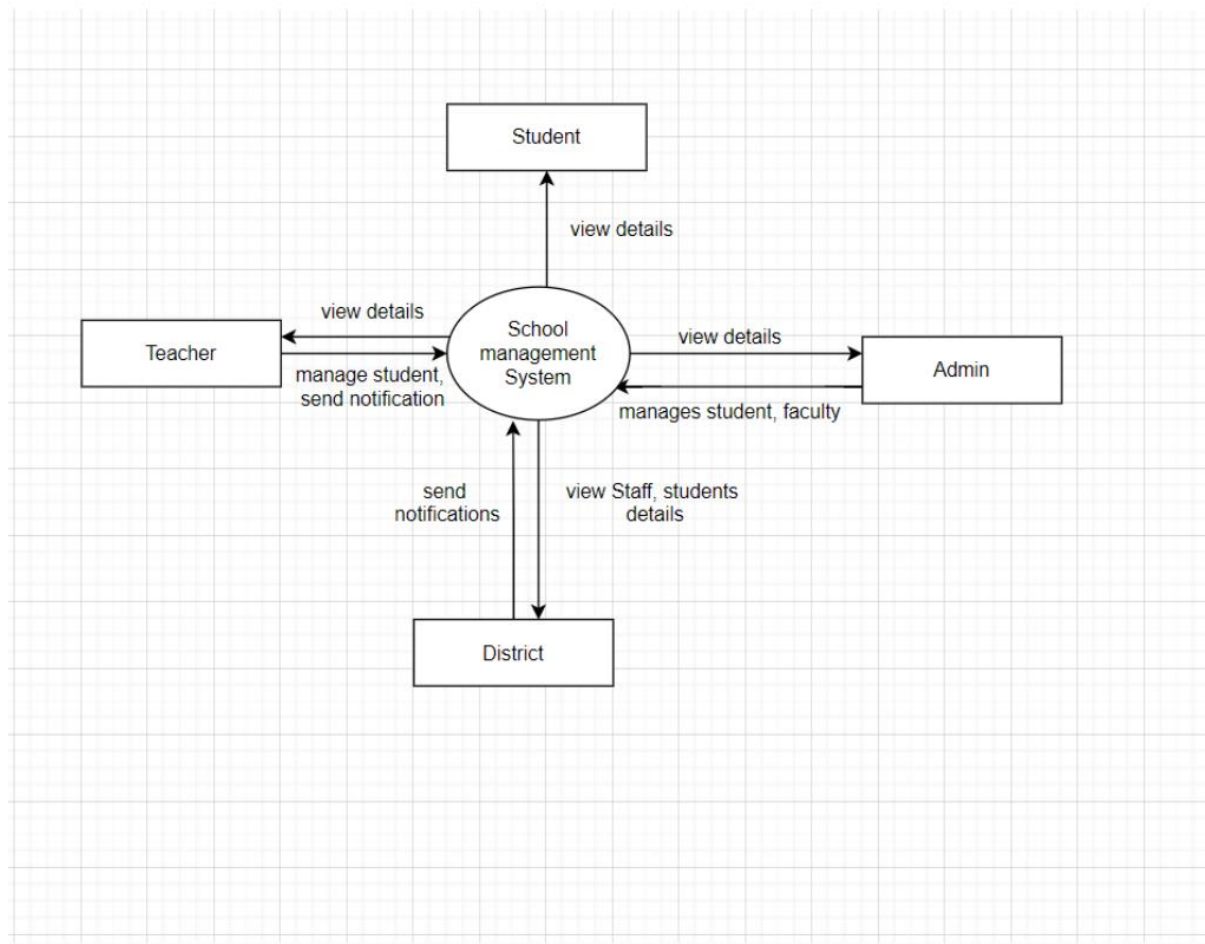 Student
view details
view details
School
management
System
view details
Teacher
Admin
manage student,
send notification
manages student, faculty
send
notifications
view Staff, students
details
District